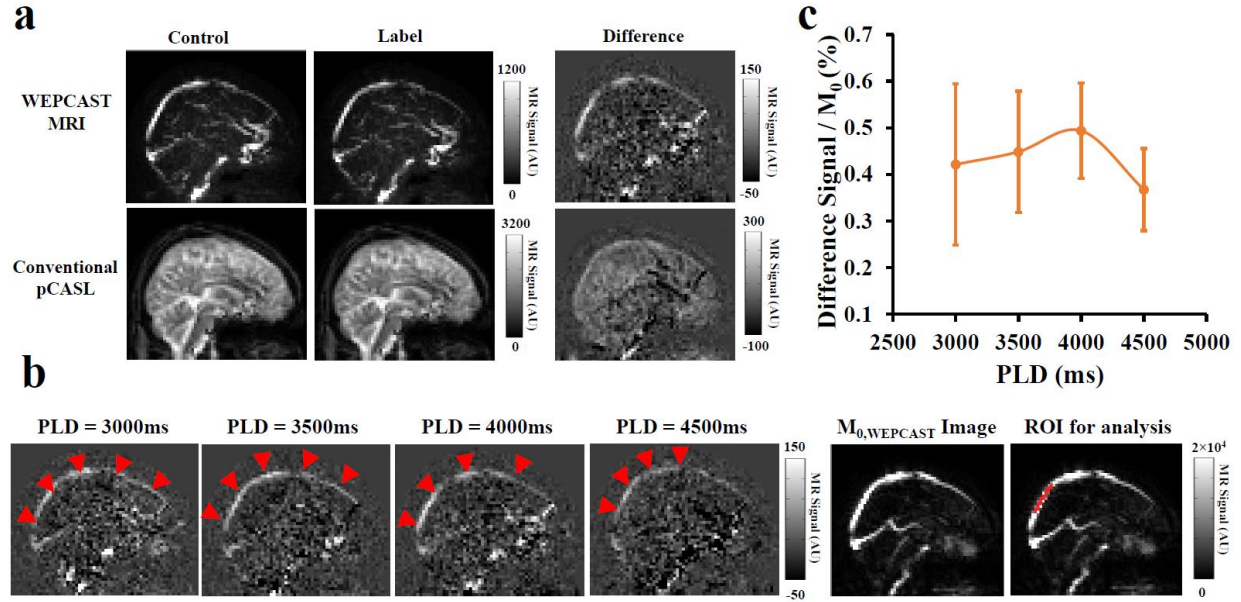 a
Control
Label
Difference
WEPCAST
MRI
1200
MR Signal (AU)
0
150
MR Signal (AU)
-50
Conventional
pCASL
3200
MR Signal (AU)
0
300
MR Signal (AU)
-100
c
Difference Signal / M0 (%)
0.7
0.6
0.5
0.4
0.3
0.2
0.1
2500 3000 3500 4000 4500 5000
PLD (ms)
b
PLD = 3000ms
PLD = 3500ms
PLD = 4000ms
PLD = 4500ms
150
MR Signal (AU)
-50
M0,WEPCAST Image
ROI for analysis
2×10⁴
MR Signal (AU)
0